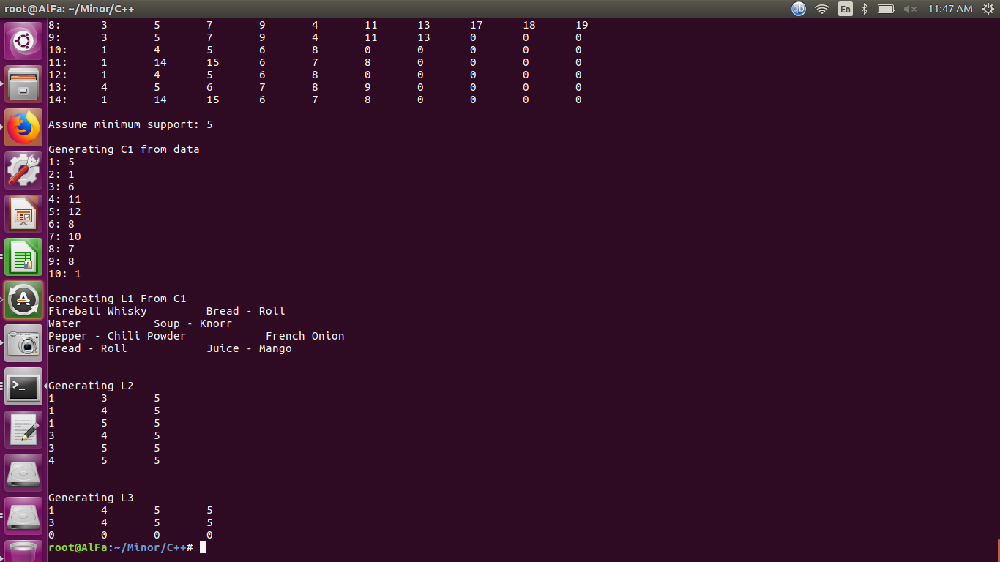 root@AlFa: ~/Minor/C++ En 11:47 AM
8: 3 5 7 9 4 11 13 17 18 19
9: 3 5 7 9 4 11 13 0 0 0
10: 1 4 5 6 8 0 0 0 0 0
11: 1 14 15 6 7 8 0 0 0 0
12: 1 4 5 6 8 0 0 0 0 0
13: 4 5 6 7 8 9 0 0 0 0
14: 1 14 15 6 7 8 0 0 0 0
Assume minimum support: 5
Generating C1 from data
1: 5
2: 1
3: 6
4: 11
5: 12
6: 8
7: 10
8: 7
9: 8
10: 1
Generating L1 From C1
Fireball Whisky Bread - Roll
Water Soup - Knorr
Pepper - Chili Powder French Onion
Bread - Roll Juice - Mango
Generating L2
1 3 5
1 4 5
1 5 5
3 4 5
3 5 5
4 5 5
Generating L3
1 4 5 5
3 4 5 5
0 0 0 0
root@AlFa:~/Minor/C++#